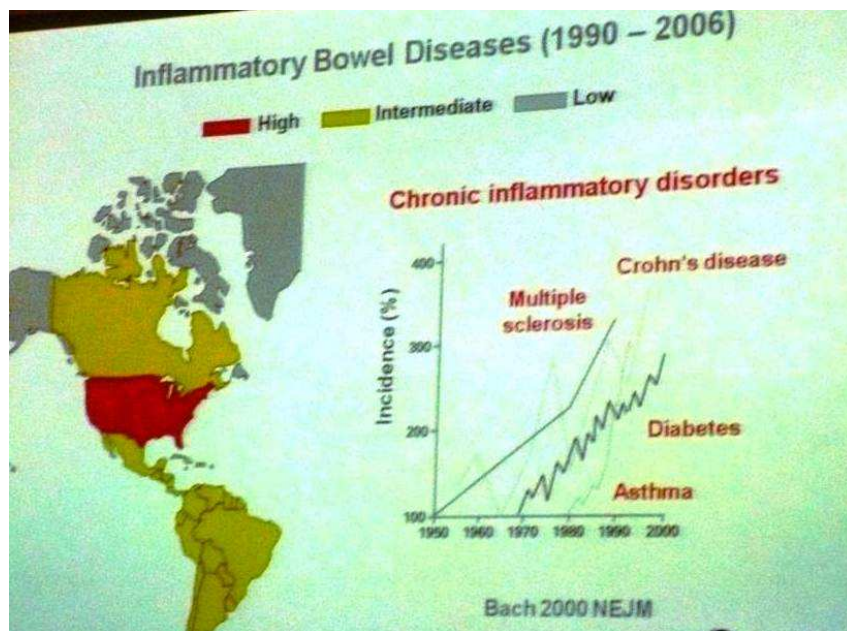 Inflammatory Bowel Diseases (1990 – 2006)
High Intermediate Low
Chronic inflammatory disorders
Incidence (%)
400
300
200
100
Crohn's disease
Multiple
sclerosis
Diabetes
Asthma
1950 1960 1970 1980 1990 2000
Bach 2000 NEJM